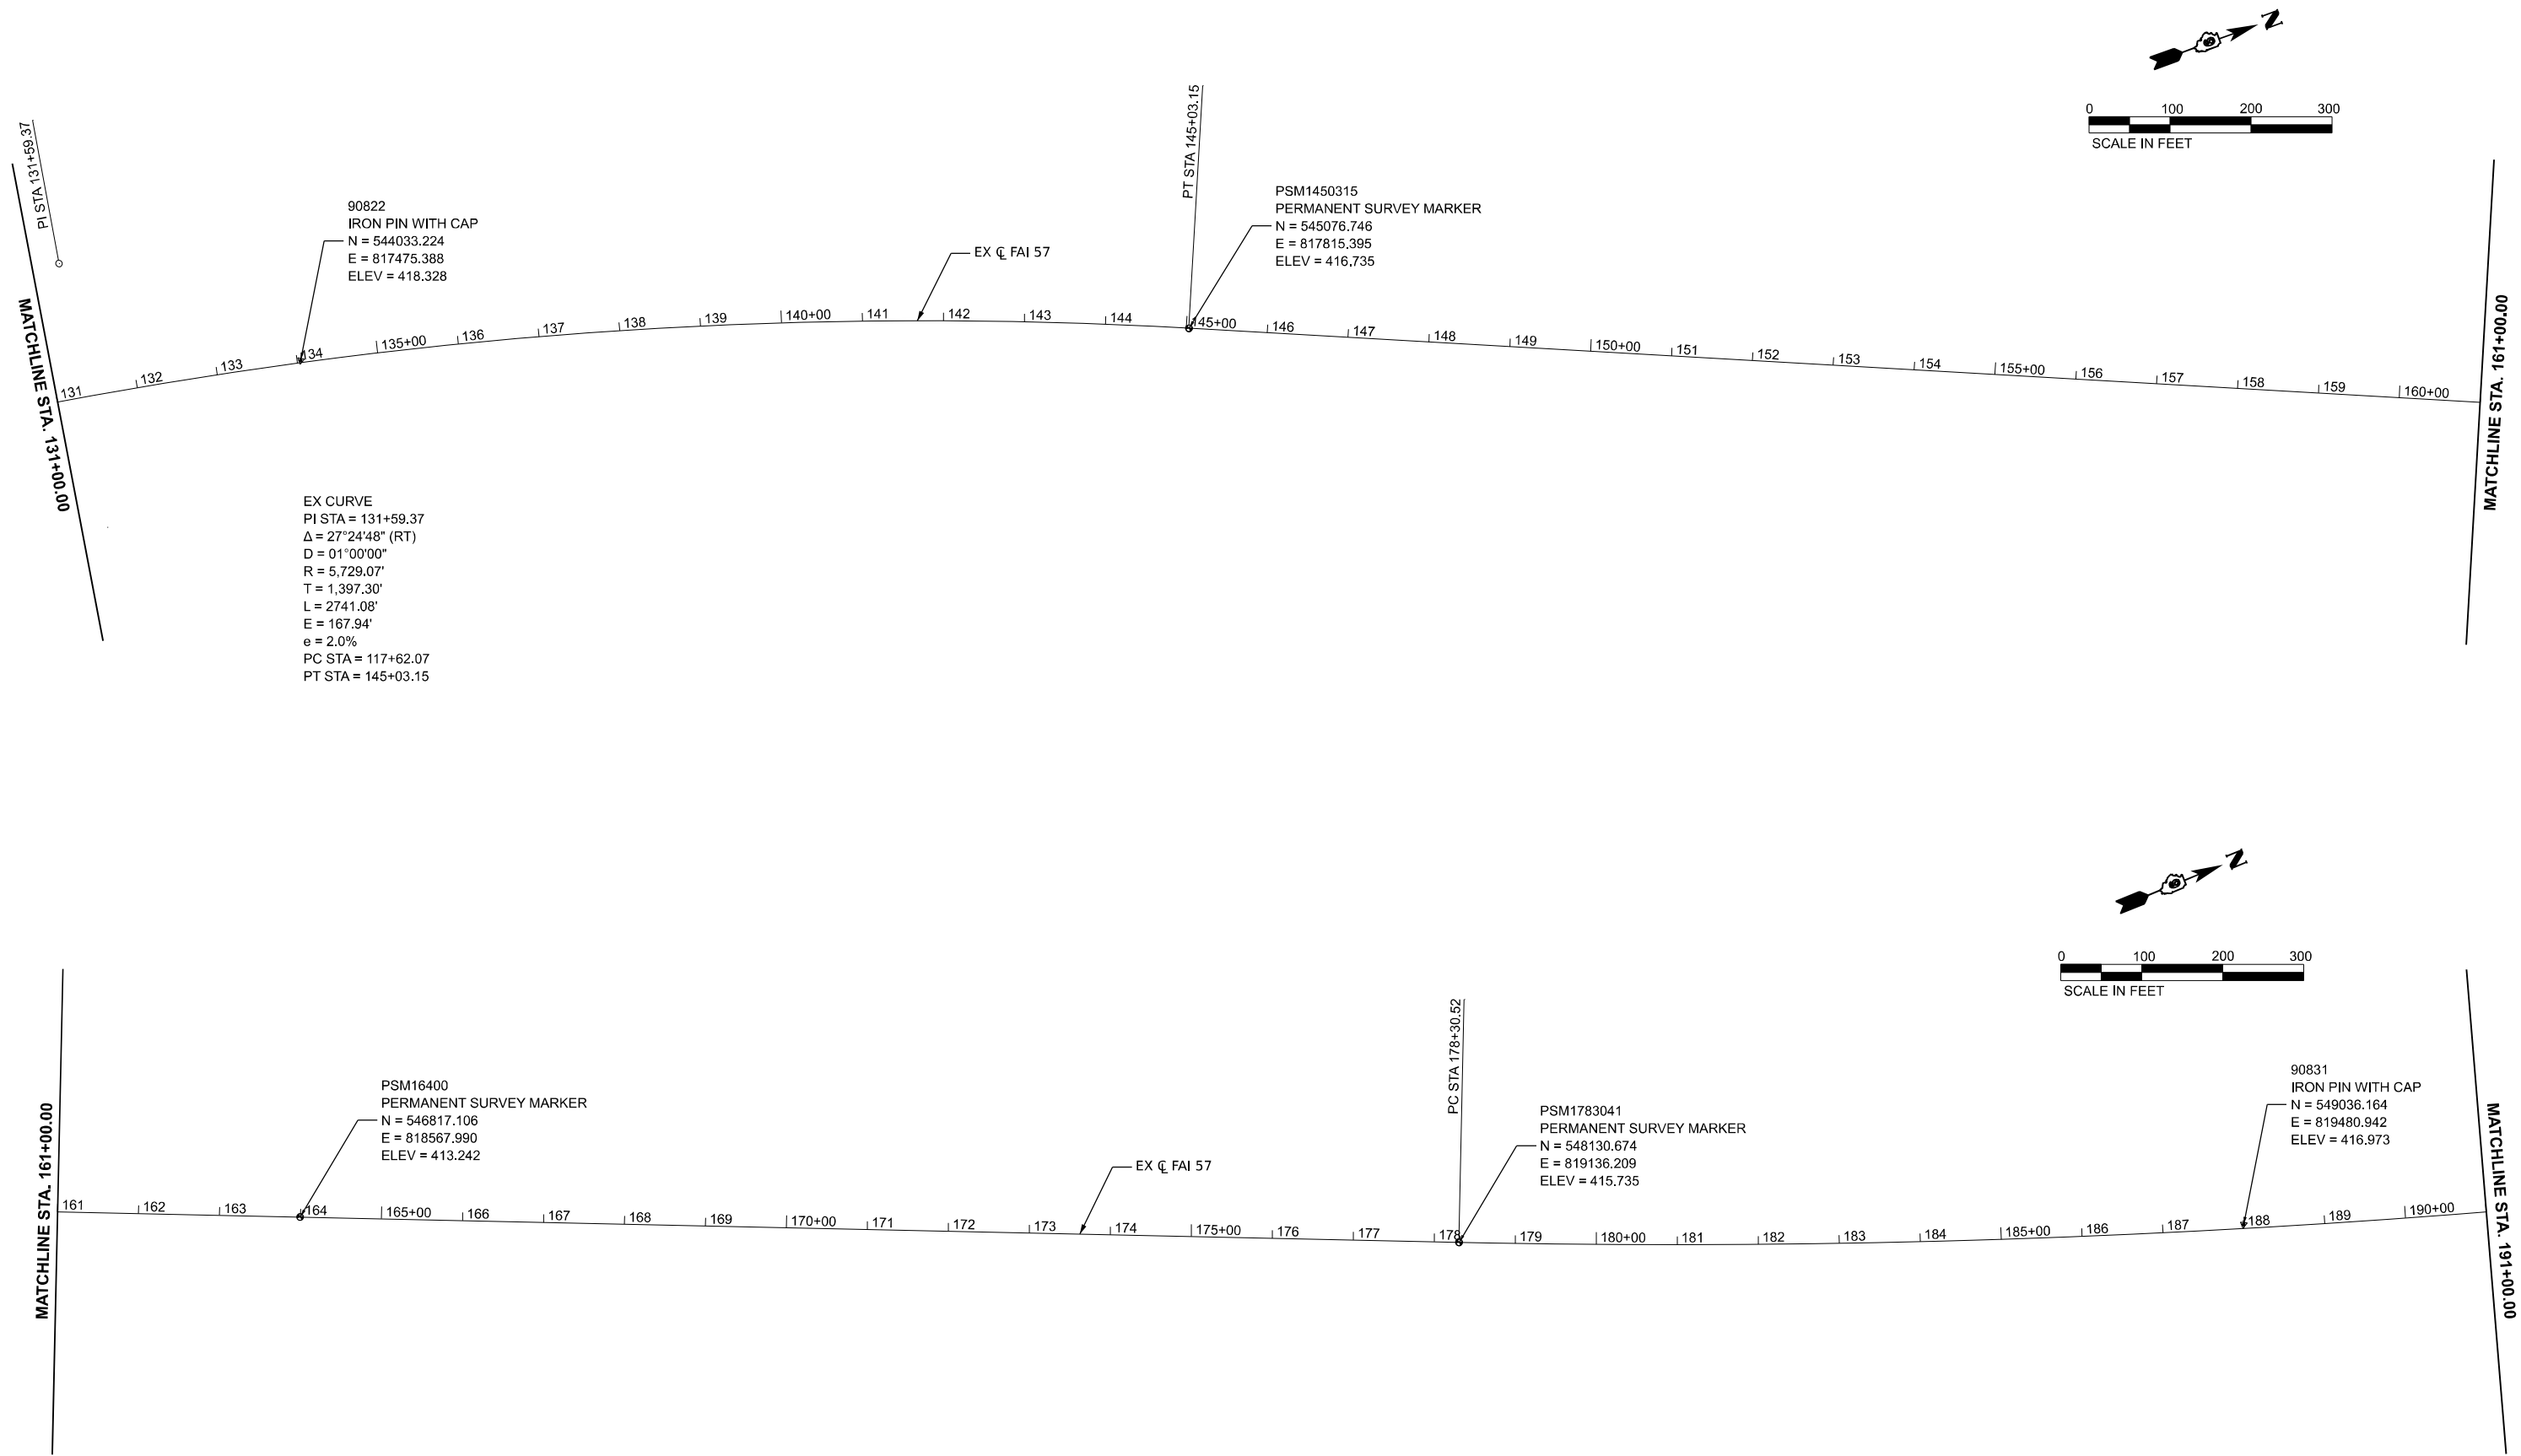 N
0 100 200 300
SCALE IN FEET
PI STA 131+59.37
MATCHLINE STA. 131+00.00
90822
IRON PIN WITH CAP
N = 544033.224
E = 817475.388
ELEV = 418.328
EX ℄ FAI 57
PT STA 145+03.15
PSM1450315
PERMANENT SURVEY MARKER
N = 545076.746
E = 817815.395
ELEV = 416.735
131 132 133 134 135+00 136 137 138 139 140+00 141 142 143 144 145+00 146 147 148 149 150+00 151 152 153 154 155+00 156 157 158 159 160+00
MATCHLINE STA. 161+00.00
EX CURVE
PI STA = 131+59.37
Δ = 27°24'48" (RT)
D = 01°00'00"
R = 5,729.07'
T = 1,397.30'
L = 2741.08'
E = 167.94'
e = 2.0%
PC STA = 117+62.07
PT STA = 145+03.15
N
0 100 200 300
SCALE IN FEET
MATCHLINE STA. 161+00.00
PSM16400
PERMANENT SURVEY MARKER
N = 546817.106
E = 818567.990
ELEV = 413.242
EX ℄ FAI 57
PC STA 178+30.52
PSM1783041
PERMANENT SURVEY MARKER
N = 548130.674
E = 819136.209
ELEV = 415.735
90831
IRON PIN WITH CAP
N = 549036.164
E = 819480.942
ELEV = 416.973
161 162 163 164 165+00 166 167 168 169 170+00 171 172 173 174 175+00 176 177 178 179 180+00 181 182 183 184 185+00 186 187 188 189 190+00
MATCHLINE STA. 191+00.00